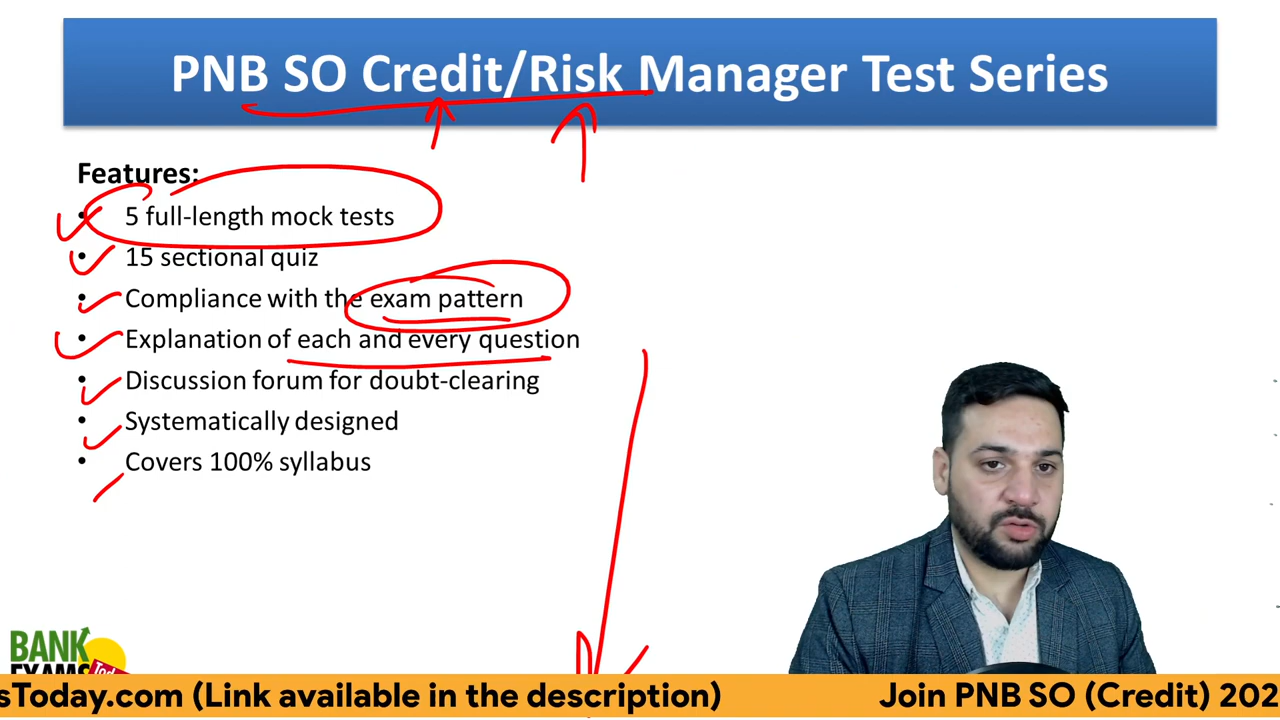 PNB SO Credit/Risk Manager Test Series
Features:
• 5 full-length mock tests
• 15 sectional quiz
• Compliance with the exam pattern
• Explanation of each and every question
• Discussion forum for doubt-clearing
• Systematically designed
• Covers 100% syllabus
BANK
EXAMS
Today
sToday.com (Link available in the description) Join PNB SO (Credit) 202